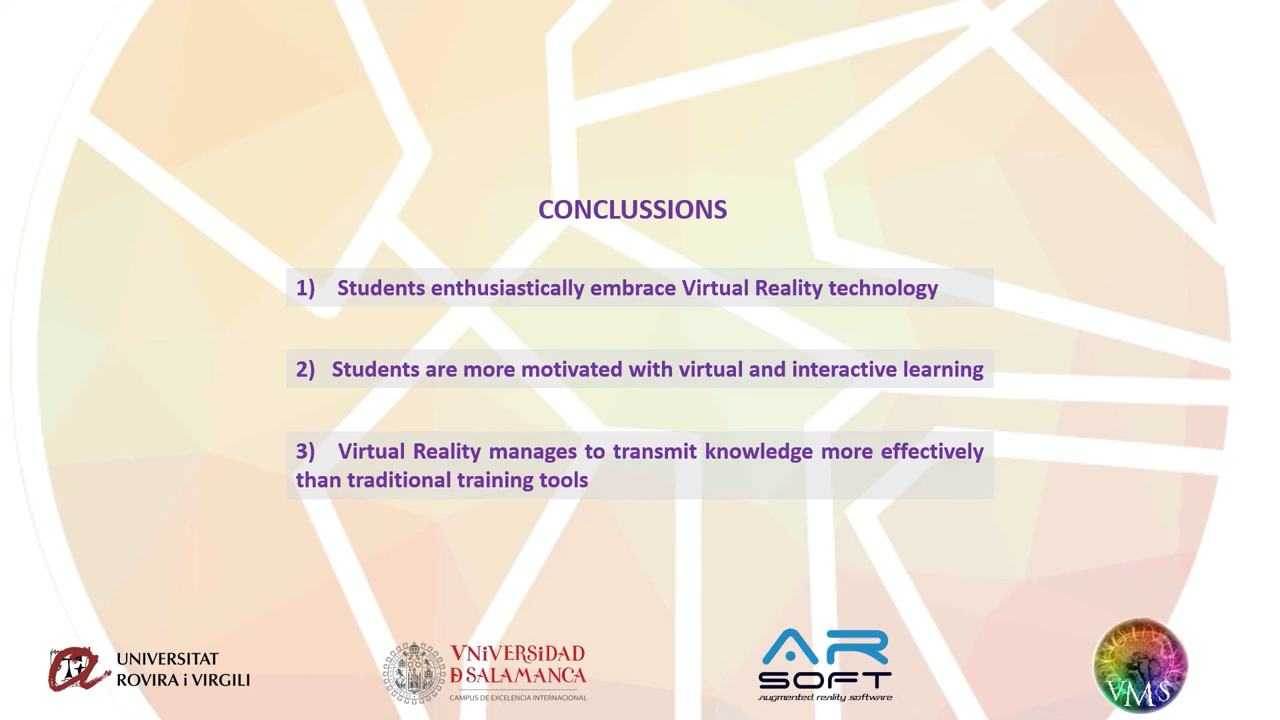 CONCLUSSIONS
1) Students enthusiastically embrace Virtual Reality technology
2) Students are more motivated with virtual and interactive learning
3) Virtual Reality manages to transmit knowledge more effectively
than traditional training tools
UNIVERSITAT
ROVIRA i VIRGILI
VNiVERSiDAD
D SALAMANCA
CAMPUS DE EXCELENCIA INTERNACIONAL
AR
SOFT
augmented reality software
VMS